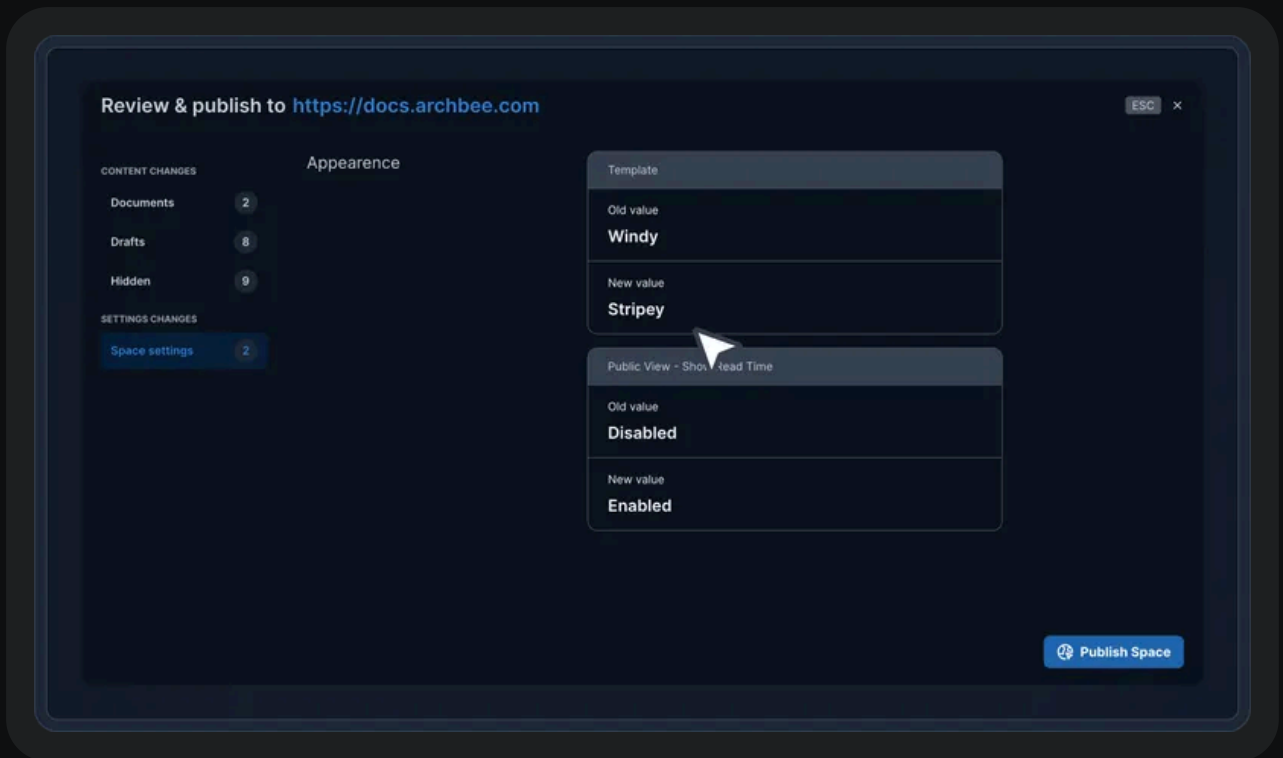 Review & publish to https://docs.archbee.com
ESC ×
CONTENT CHANGES
Documents 2
Drafts 8
Hidden 9
SETTINGS CHANGES
Space settings 2
Appearence
Template
Old value
Windy
New value
Stripey
Public View - Show Read Time
Old value
Disabled
New value
Enabled
Publish Space